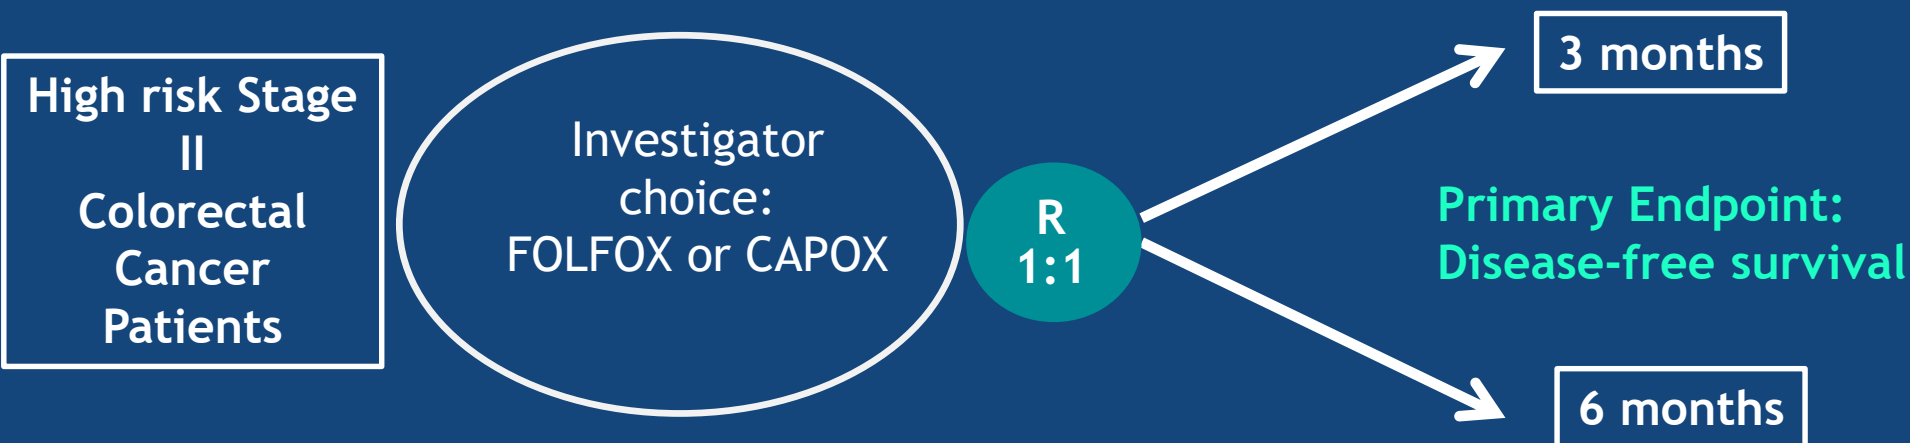 High risk Stage
II
Colorectal
Cancer
Patients
Investigator
choice:
FOLFOX or CAPOX
R
1:1
3 months
Primary Endpoint:
Disease-free survival
6 months